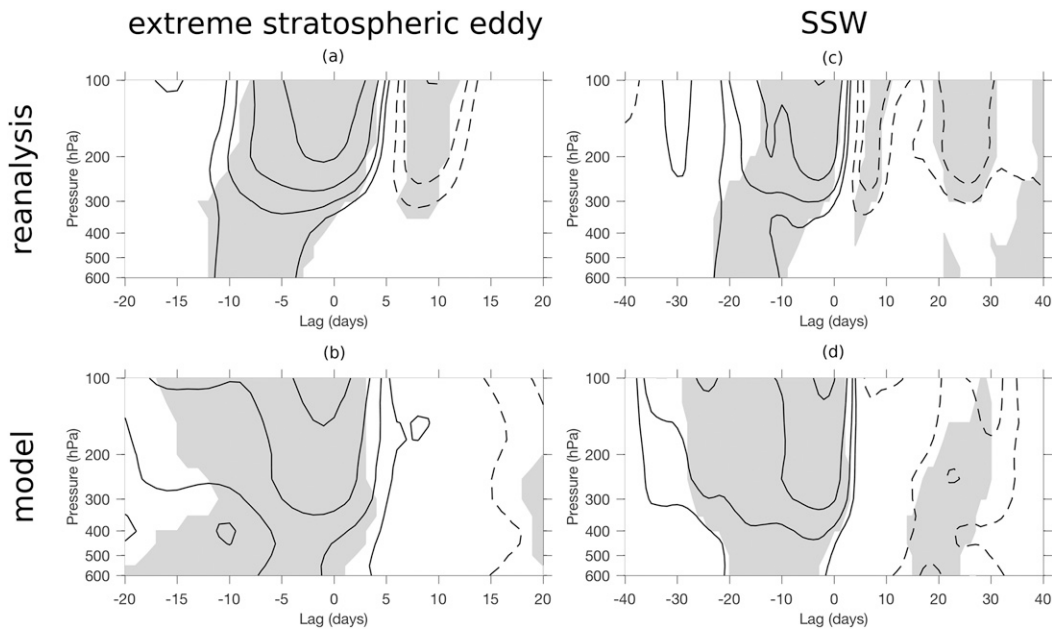 extreme stratospheric eddy
SSW
reanalysis
(a)
100
200
300
400
500
600
Pressure (hPa)
-20 -15 -10 -5 0 5 10 15 20
Lag (days)
(c)
100
200
300
400
500
600
Pressure (hPa)
-40 -30 -20 -10 0 10 20 30 40
Lag (days)
model
(b)
100
200
300
400
500
600
Pressure (hPa)
-20 -15 -10 -5 0 5 10 15 20
Lag (days)
(d)
100
200
300
400
500
600
Pressure (hPa)
-40 -30 -20 -10 0 10 20 30 40
Lag (days)